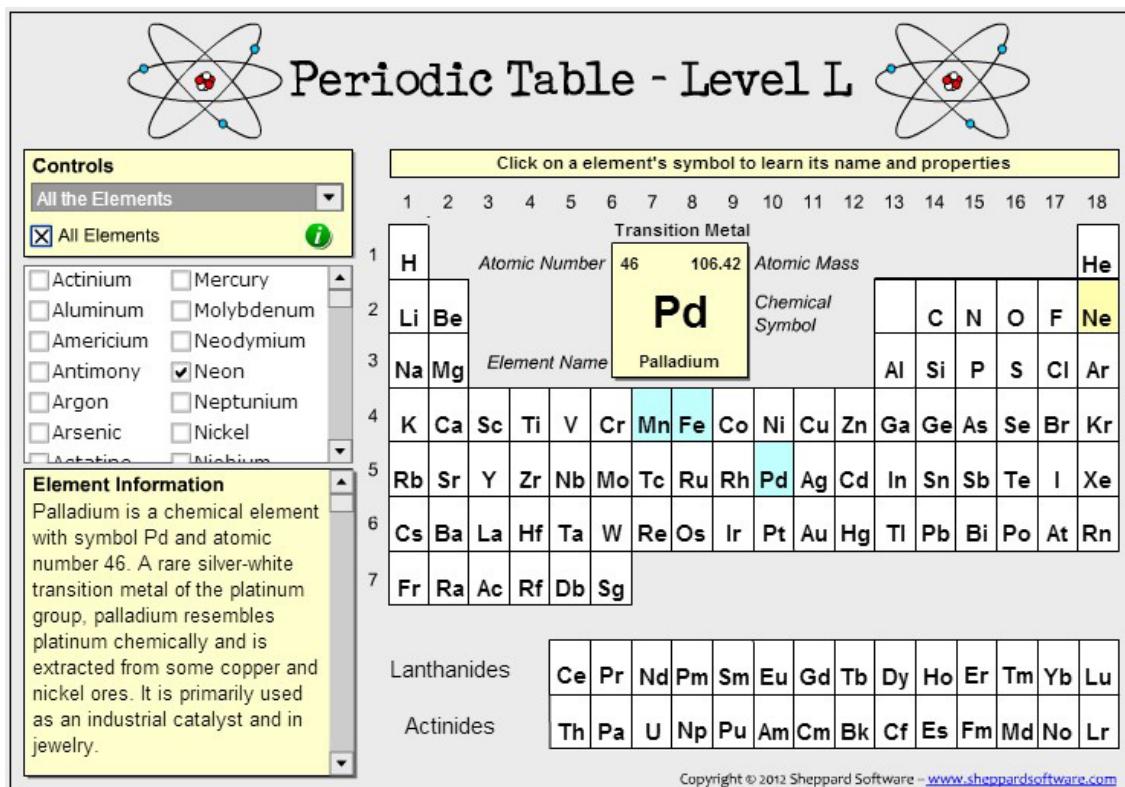 Periodic Table - Level L
Controls
All the Elements
All Elements
Actinium Mercury
Aluminum Molybdenum
Americium Neodymium
Antimony Neon
Argon Neptunium
Arsenic Nickel
Astatine Niobium
Element Information
Palladium is a chemical element
with symbol Pd and atomic
number 46. A rare silver-white
transition metal of the platinum
group, palladium resembles
platinum chemically and is
extracted from some copper and
nickel ores. It is primarily used
as an industrial catalyst and in
jewelry.
Click on a element's symbol to learn its name and properties
1 2 3 4 5 6 7 8 9 10 11 12 13 14 15 16 17 18
Transition Metal
Atomic Number 46 106.42 Atomic Mass
Pd Chemical
Symbol
Element Name Palladium
1 H He
2 Li Be C N O F Ne
3 Na Mg Al Si P S Cl Ar
4 K Ca Sc Ti V Cr Mn Fe Co Ni Cu Zn Ga Ge As Se Br Kr
5 Rb Sr Y Zr Nb Mo Tc Ru Rh Pd Ag Cd In Sn Sb Te I Xe
6 Cs Ba La Hf Ta W Re Os Ir Pt Au Hg Tl Pb Bi Po At Rn
7 Fr Ra Ac Rf Db Sg
Lanthanides Ce Pr Nd Pm Sm Eu Gd Tb Dy Ho Er Tm Yb Lu
Actinides Th Pa U Np Pu Am Cm Bk Cf Es Fm Md No Lr
Copyright © 2012 Sheppard Software – www.sheppardsoftware.com